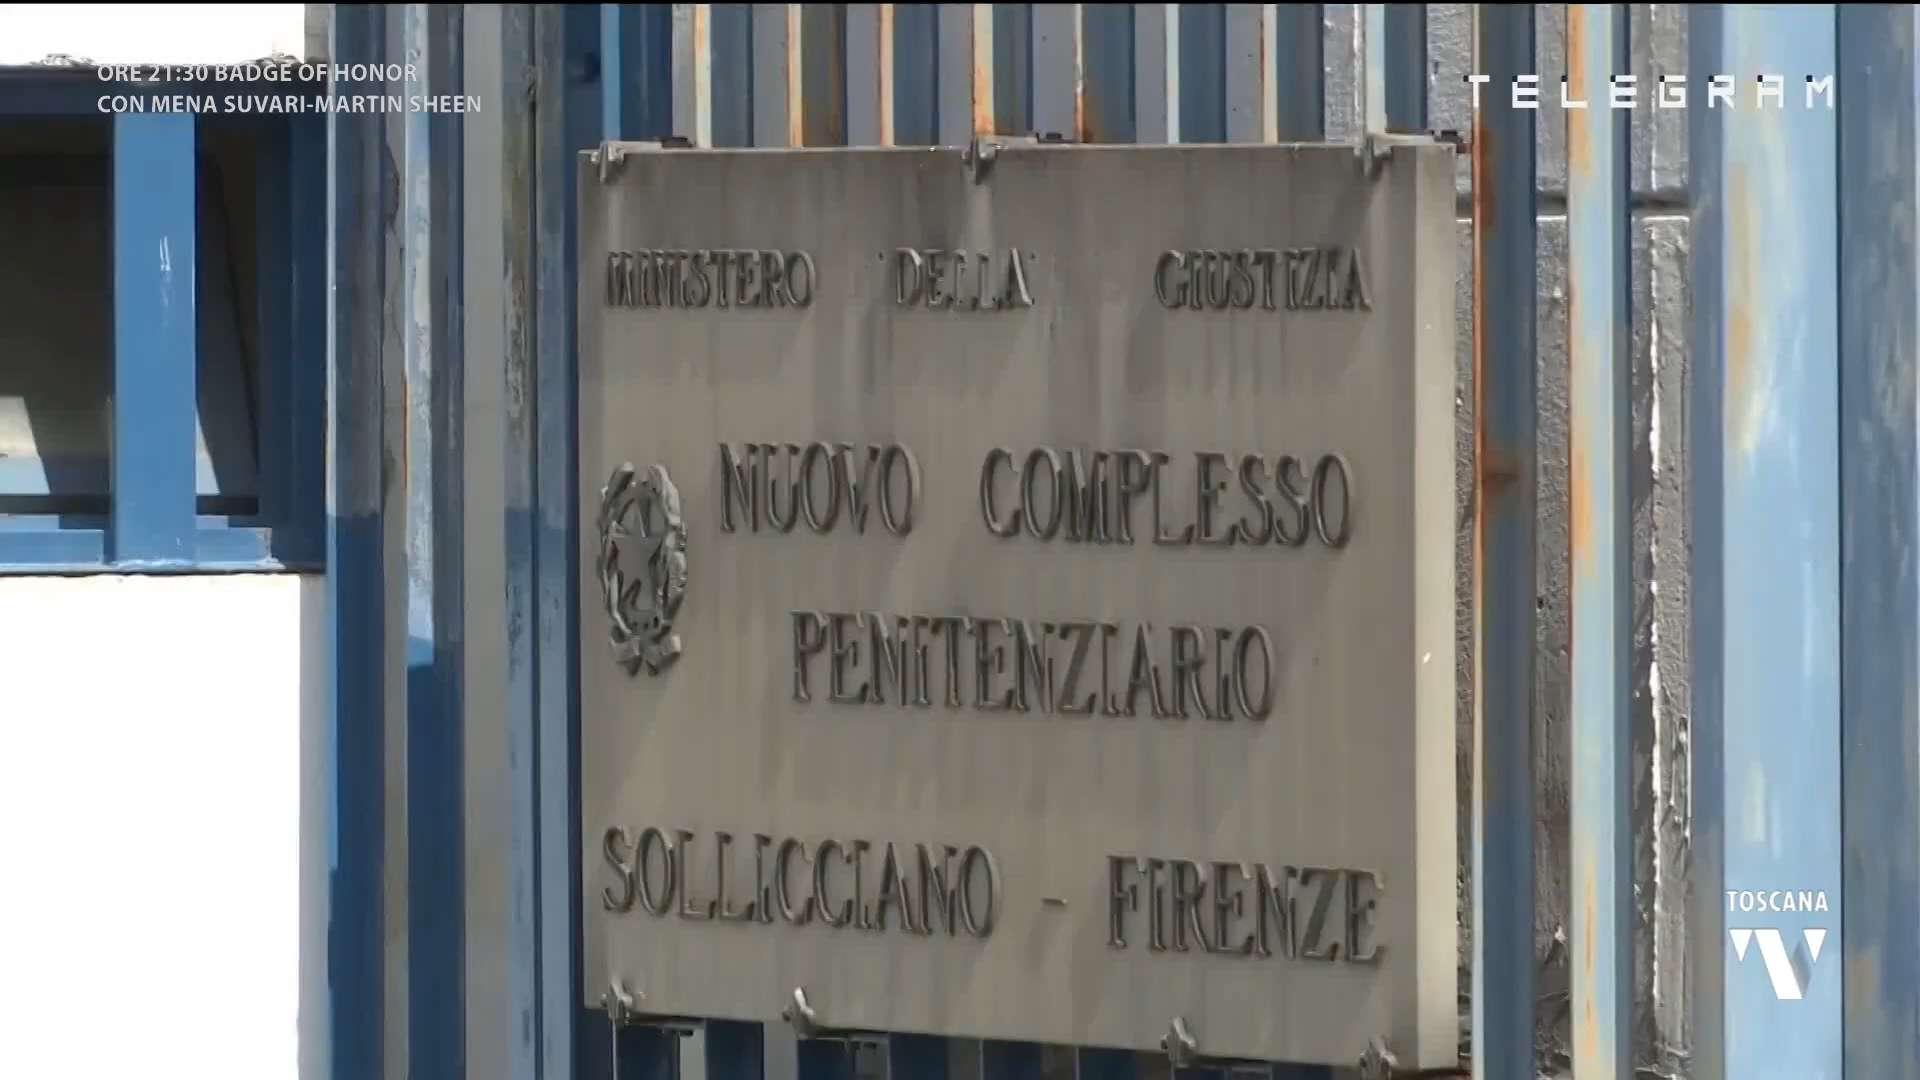 ORE 21:30 BADGE OF HONOR
CON MENA SUVARI-MARTIN SHEEN
TELEGRAM
MINISTERO DELLA GIUSTIZIA
NUOVO COMPLESSO
PENITENZIARIO
SOLLICCIANO - FIRENZE
TOSCANA
TV